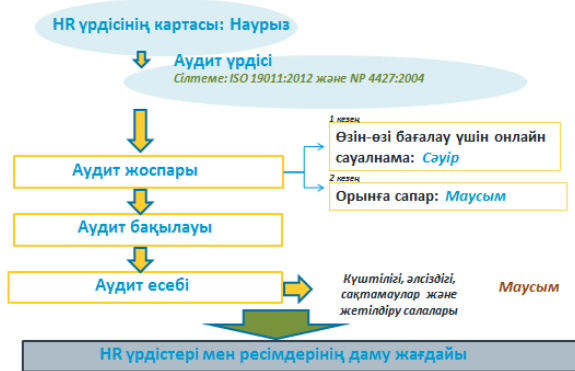 HR үрдісінің картасы: Наурыз
Аудит үрдісі
Сілтеме: ISO 19011:2012 және NP 4427:2004
1 кезең
Өзін-өзі бағалау үшін онлайн
сауалнама: Сәуір
Аудит жоспары
2 кезең
Орынға сапар: Маусым
Аудит бақылауы
Аудит есебі
Күштілігі, әлсіздігі,
сақтамаулар және
жетілдіру салалары
Маусым
HR үрдістері мен ресімдерінің даму жағдайы